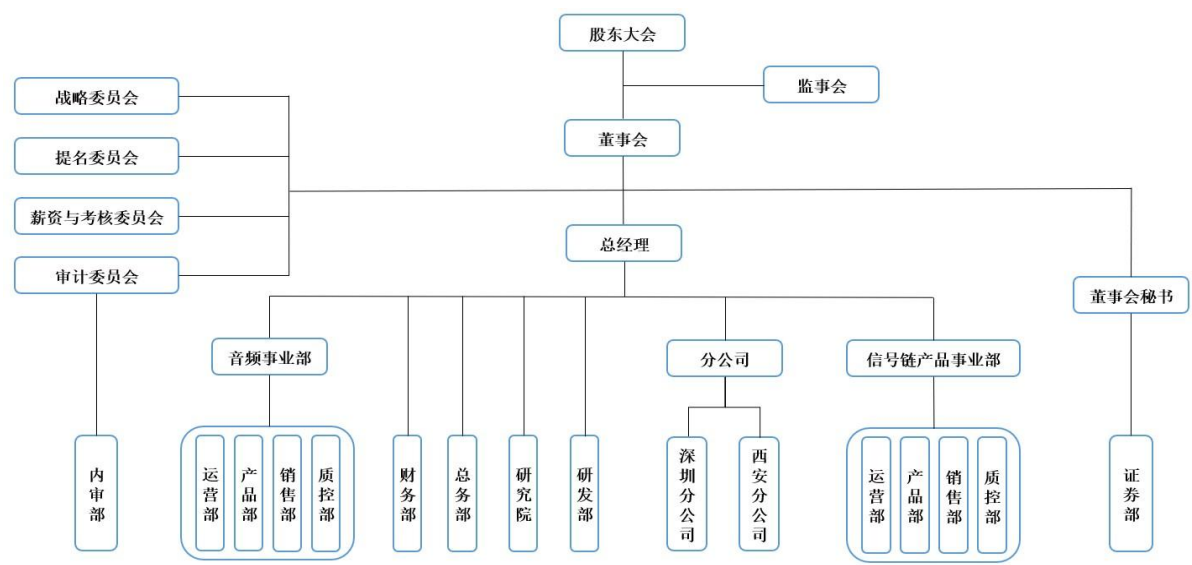 股东大会
监事会
战略委员会
董事会
提名委员会
薪资与考核委员会
总经理
审计委员会
董事会秘书
音频事业部
分公司
信号链产品事业部
内审部
运营部
产品部
销售部
质控部
财务部
总务部
研究院
研发部
深圳分公司
西安分公司
运营部
产品部
销售部
质控部
证券部